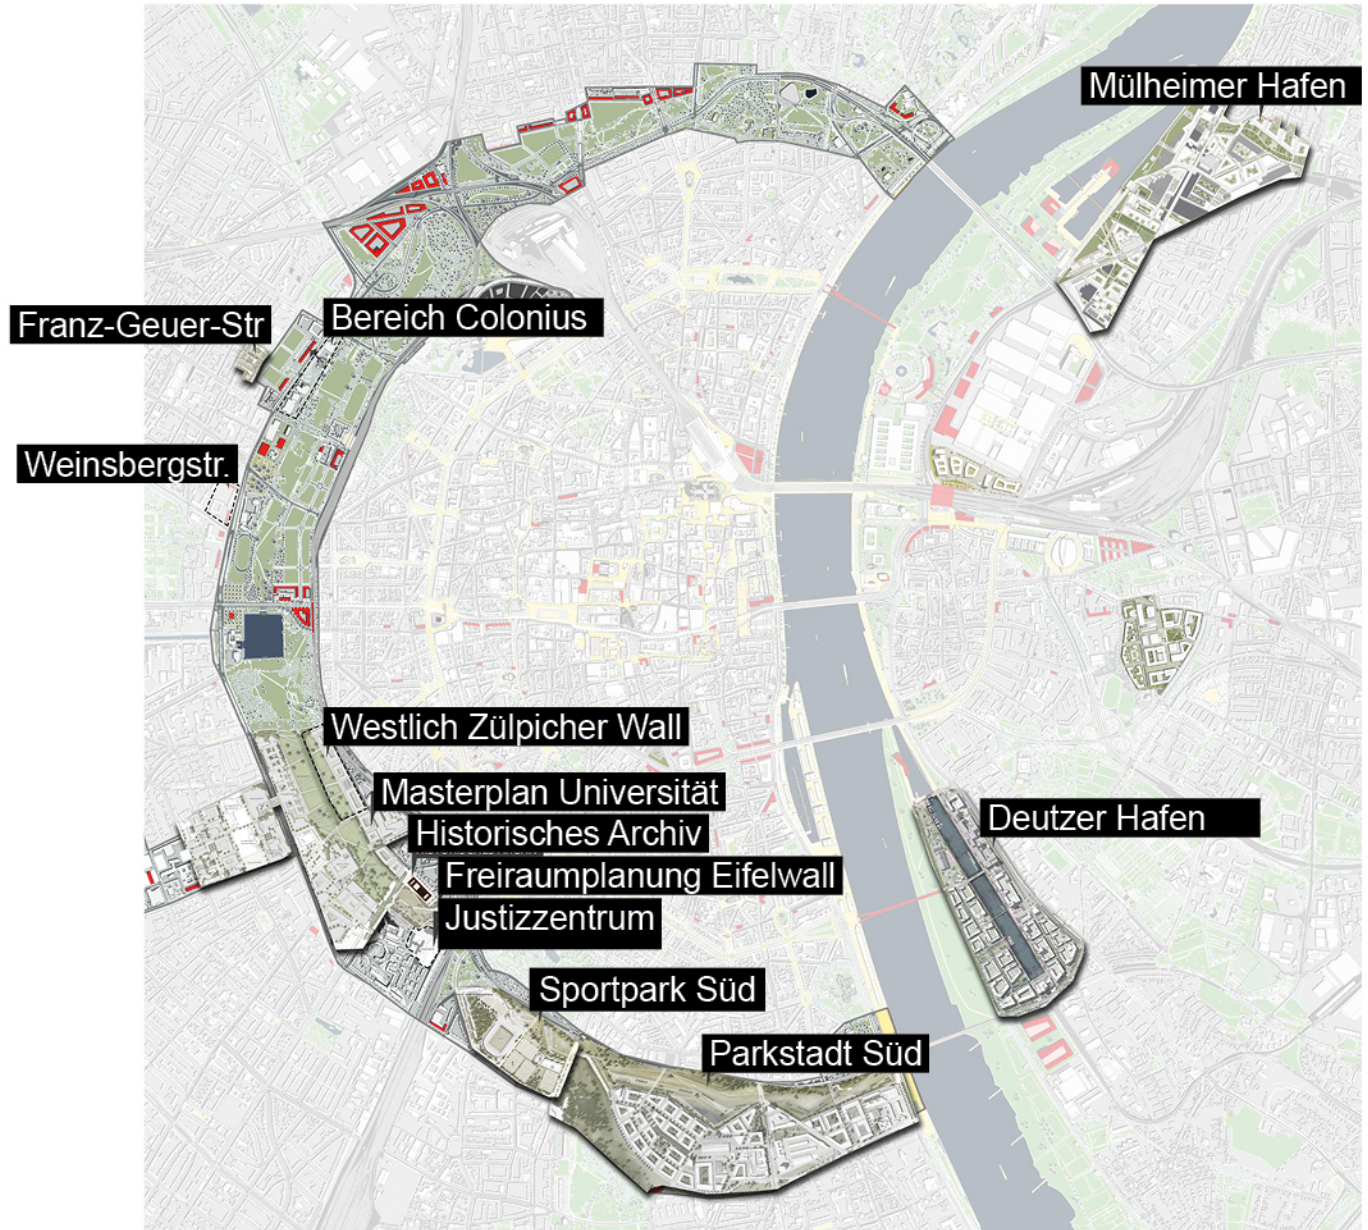 Mülheimer Hafen
Bereich Colonius
Franz-Geuer-Str
Weinsbergstr.
Westlich Zülpicher Wall
Masterplan Universität
Historisches Archiv
Freiraumplanung Eifelwall
Justizzentrum
Deutzer Hafen
Sportpark Süd
Parkstadt Süd